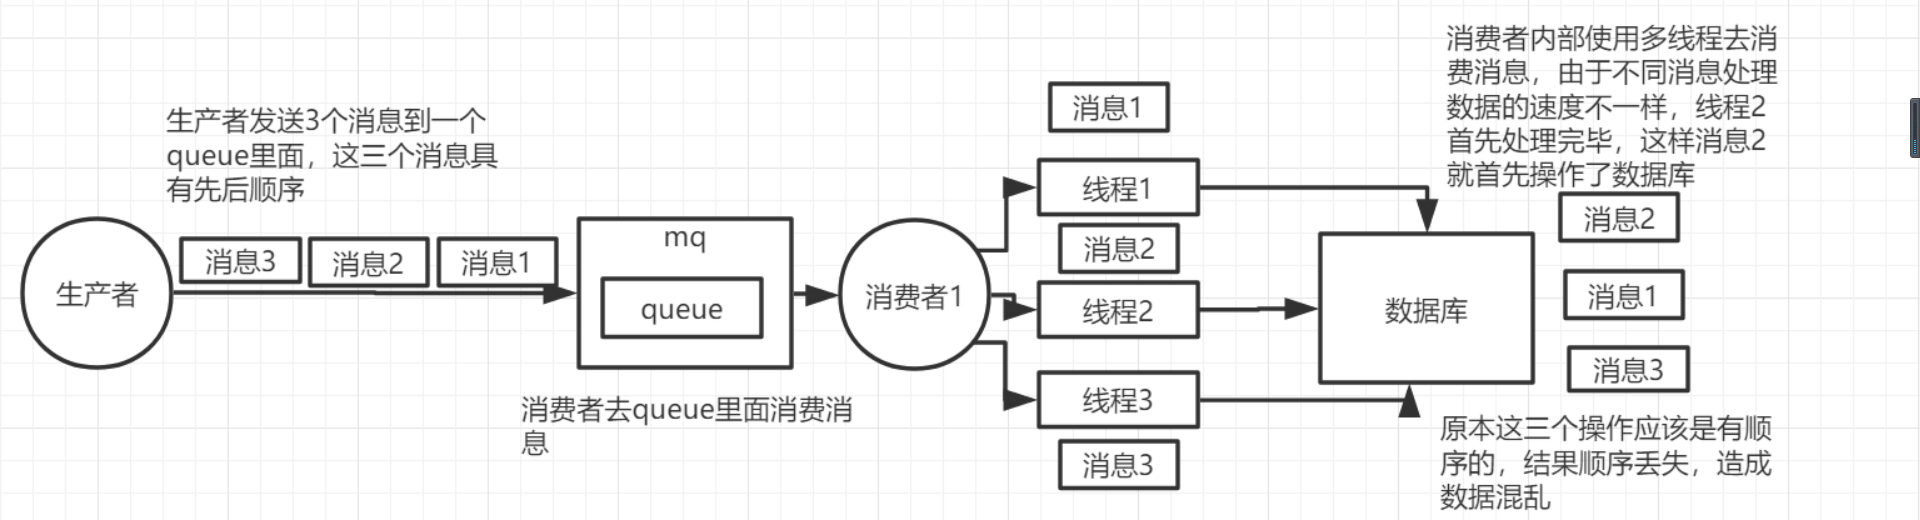 生产者发送3个消息到一个
queue里面，这三个消息具
有先后顺序
生产者
消息3
消息2
消息1
mq
queue
消费者去queue里面消费消
息
消费者1
消息1
线程1
消息2
线程2
线程3
消息3
消费者内部使用多线程去消
费消息，由于不同消息处理
数据的速度不一样，线程2
首先处理完毕，这样消息2
就首先操作了数据库
数据库
消息2
消息1
消息3
原本这三个操作应该是有顺
序的，结果顺序丢失，造成
数据混乱